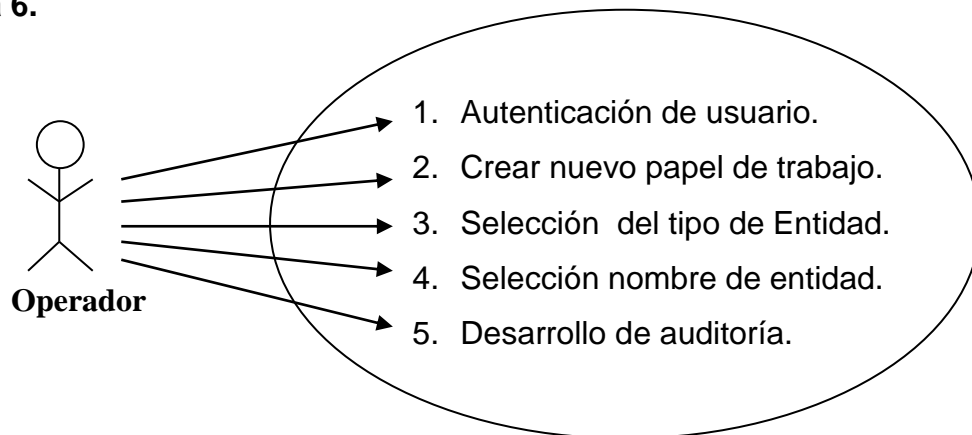 6.
1. Autenticación de usuario.
2. Crear nuevo papel de trabajo.
3. Selección del tipo de Entidad.
4. Selección nombre de entidad.
5. Desarrollo de auditoría.
Operador